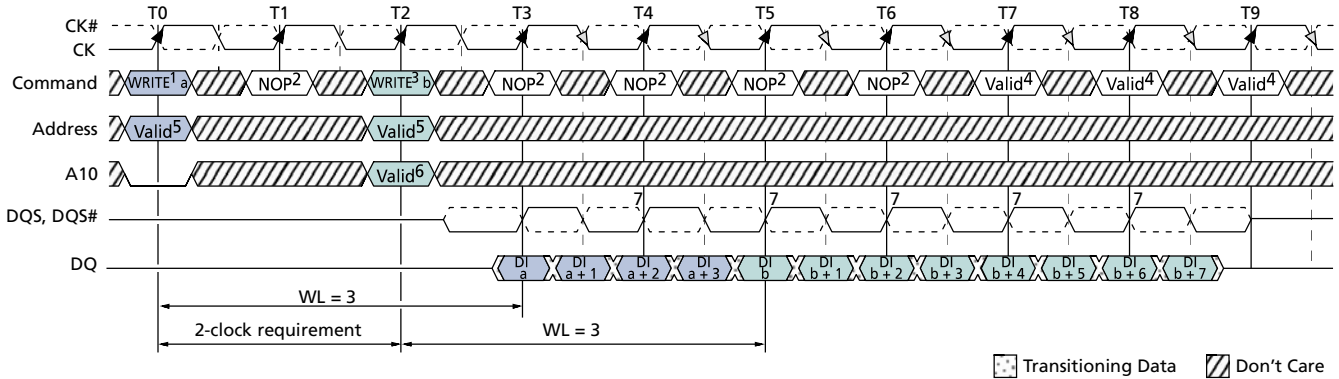 T0 T1 T2 T3 T4 T5 T6 T7 T8 T9
CK#
CK
Command WRITE1 a NOP2 WRITE3 b NOP2 NOP2 NOP2 NOP2 Valid4 Valid4 Valid4
Address Valid5 Valid5
A10 Valid6
7 7 7 7 7
DQS, DQS#
DQ DI a DI a + 1 DI a + 2 DI a + 3 DI b DI b + 1 DI b + 2 DI b + 3 DI b + 4 DI b + 5 DI b + 6 DI b + 7
WL = 3
2-clock requirement WL = 3
Transitioning Data Don't Care